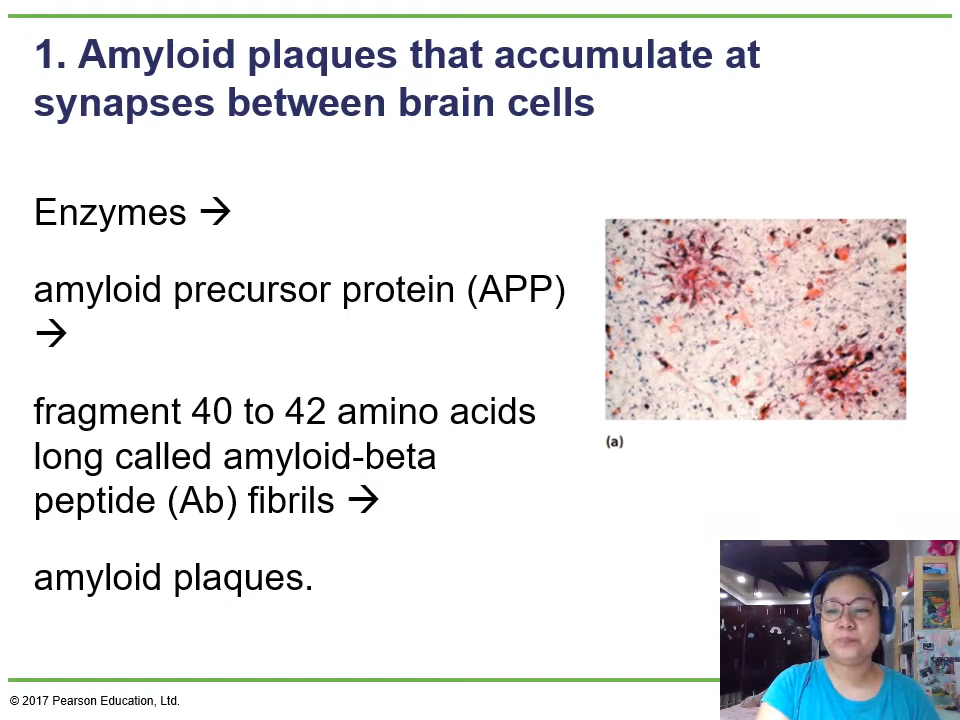 1. Amyloid plaques that accumulate at
synapses between brain cells
Enzymes →
amyloid precursor protein (APP)
→
fragment 40 to 42 amino acids
long called amyloid-beta
peptide (Ab) fibrils →
amyloid plaques.
(a)
© 2017 Pearson Education, Ltd.